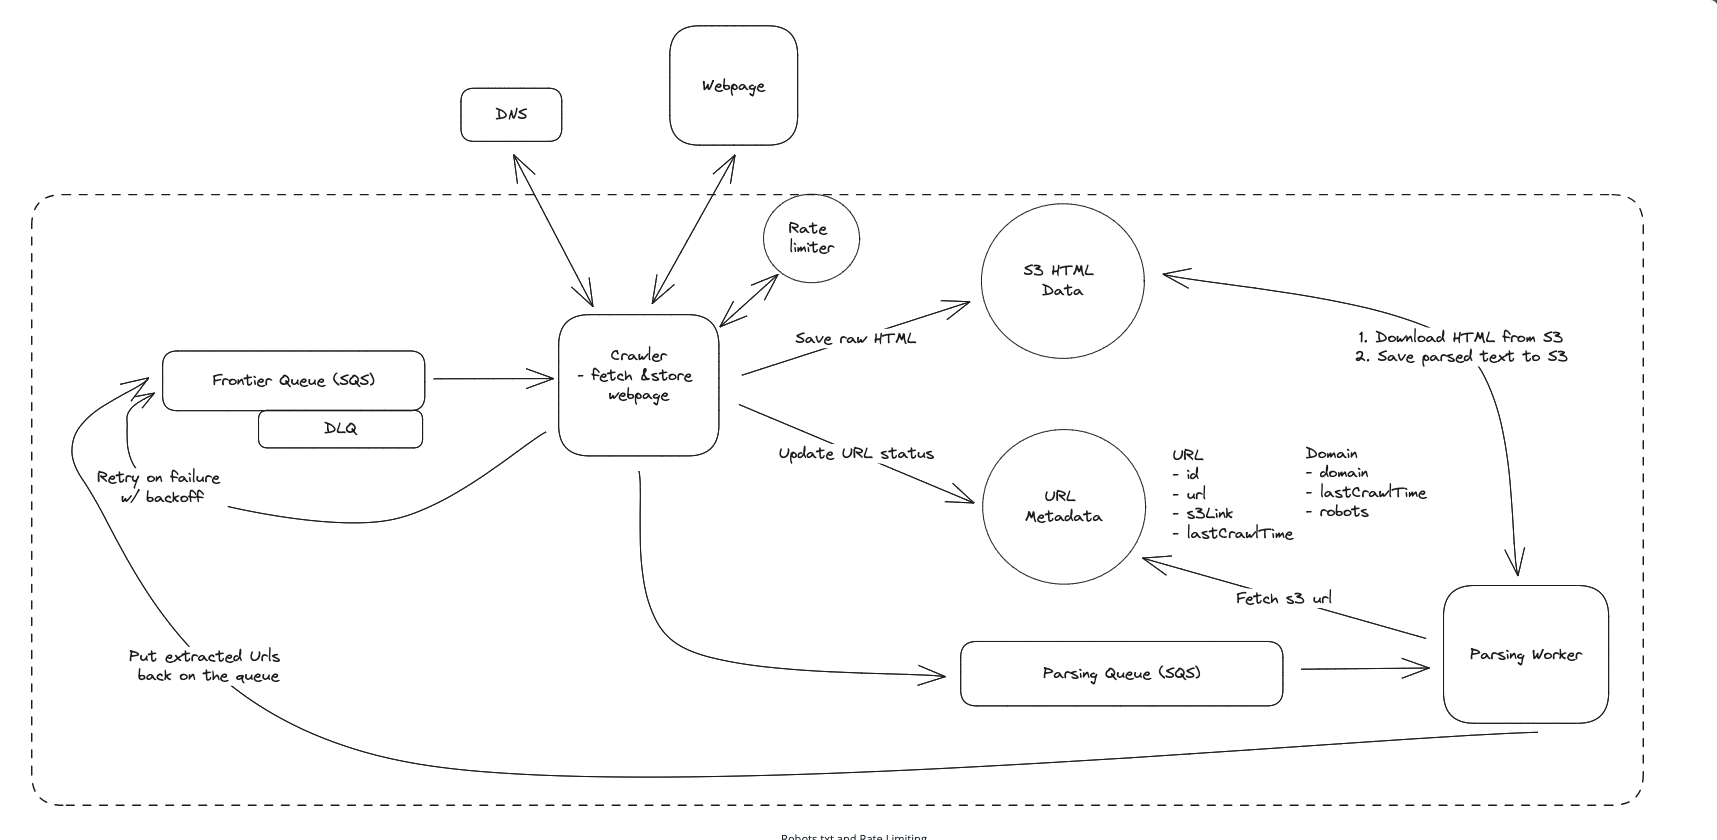 Webpage
DNS
Rate
limiter
S3 HTML
Data
Save raw HTML
1. Download HTML from S3
2. Save parsed text to S3
Crawler
- fetch &store
webpage
Frontier Queue (SQS)
DLQ
Retry on failure
w/ backoff
Update URL status
URL
Metadata
URL
- id
- url
- s3Link
- lastCrawlTime
Domain
- domain
- lastCrawlTime
- robots
Fetch s3 url
Parsing Queue (SQS)
Parsing Worker
Put extracted Urls
back on the queue
Robots.txt and Rate Limiting